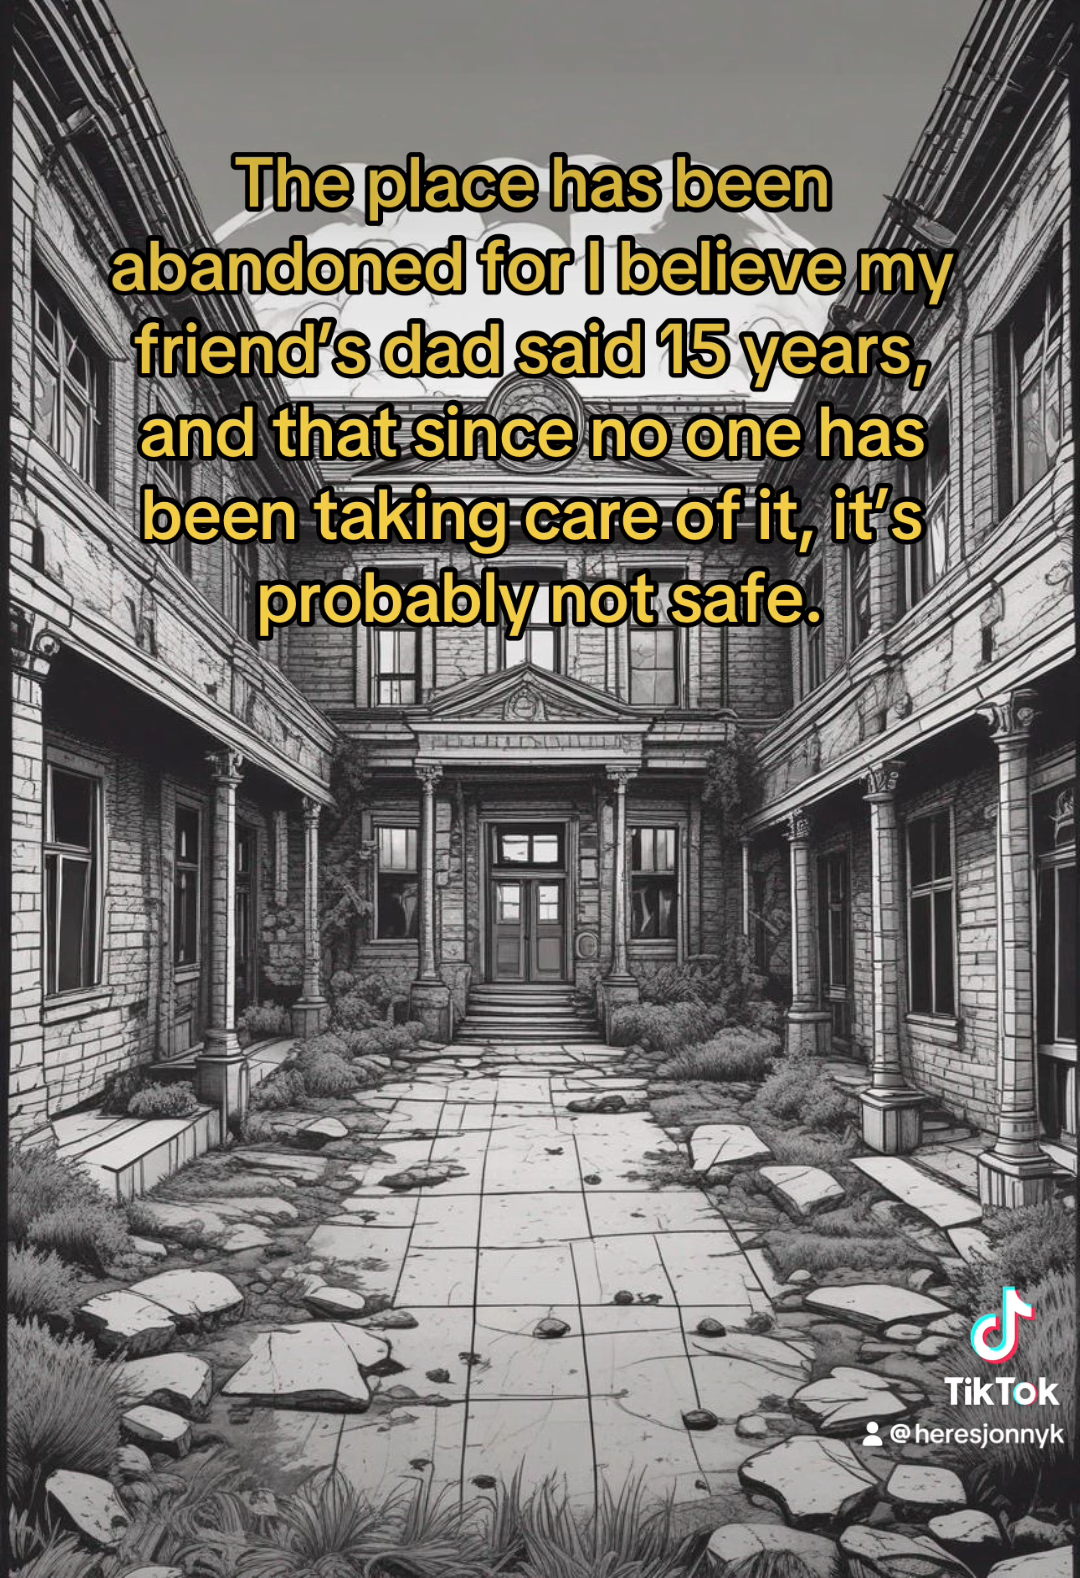 The place has been
abandoned for I believe my
friend’s dad said 15 years,
and that since no one has
been taking care of it, it’s
probably not safe.
TikTok
@heresjonnyk